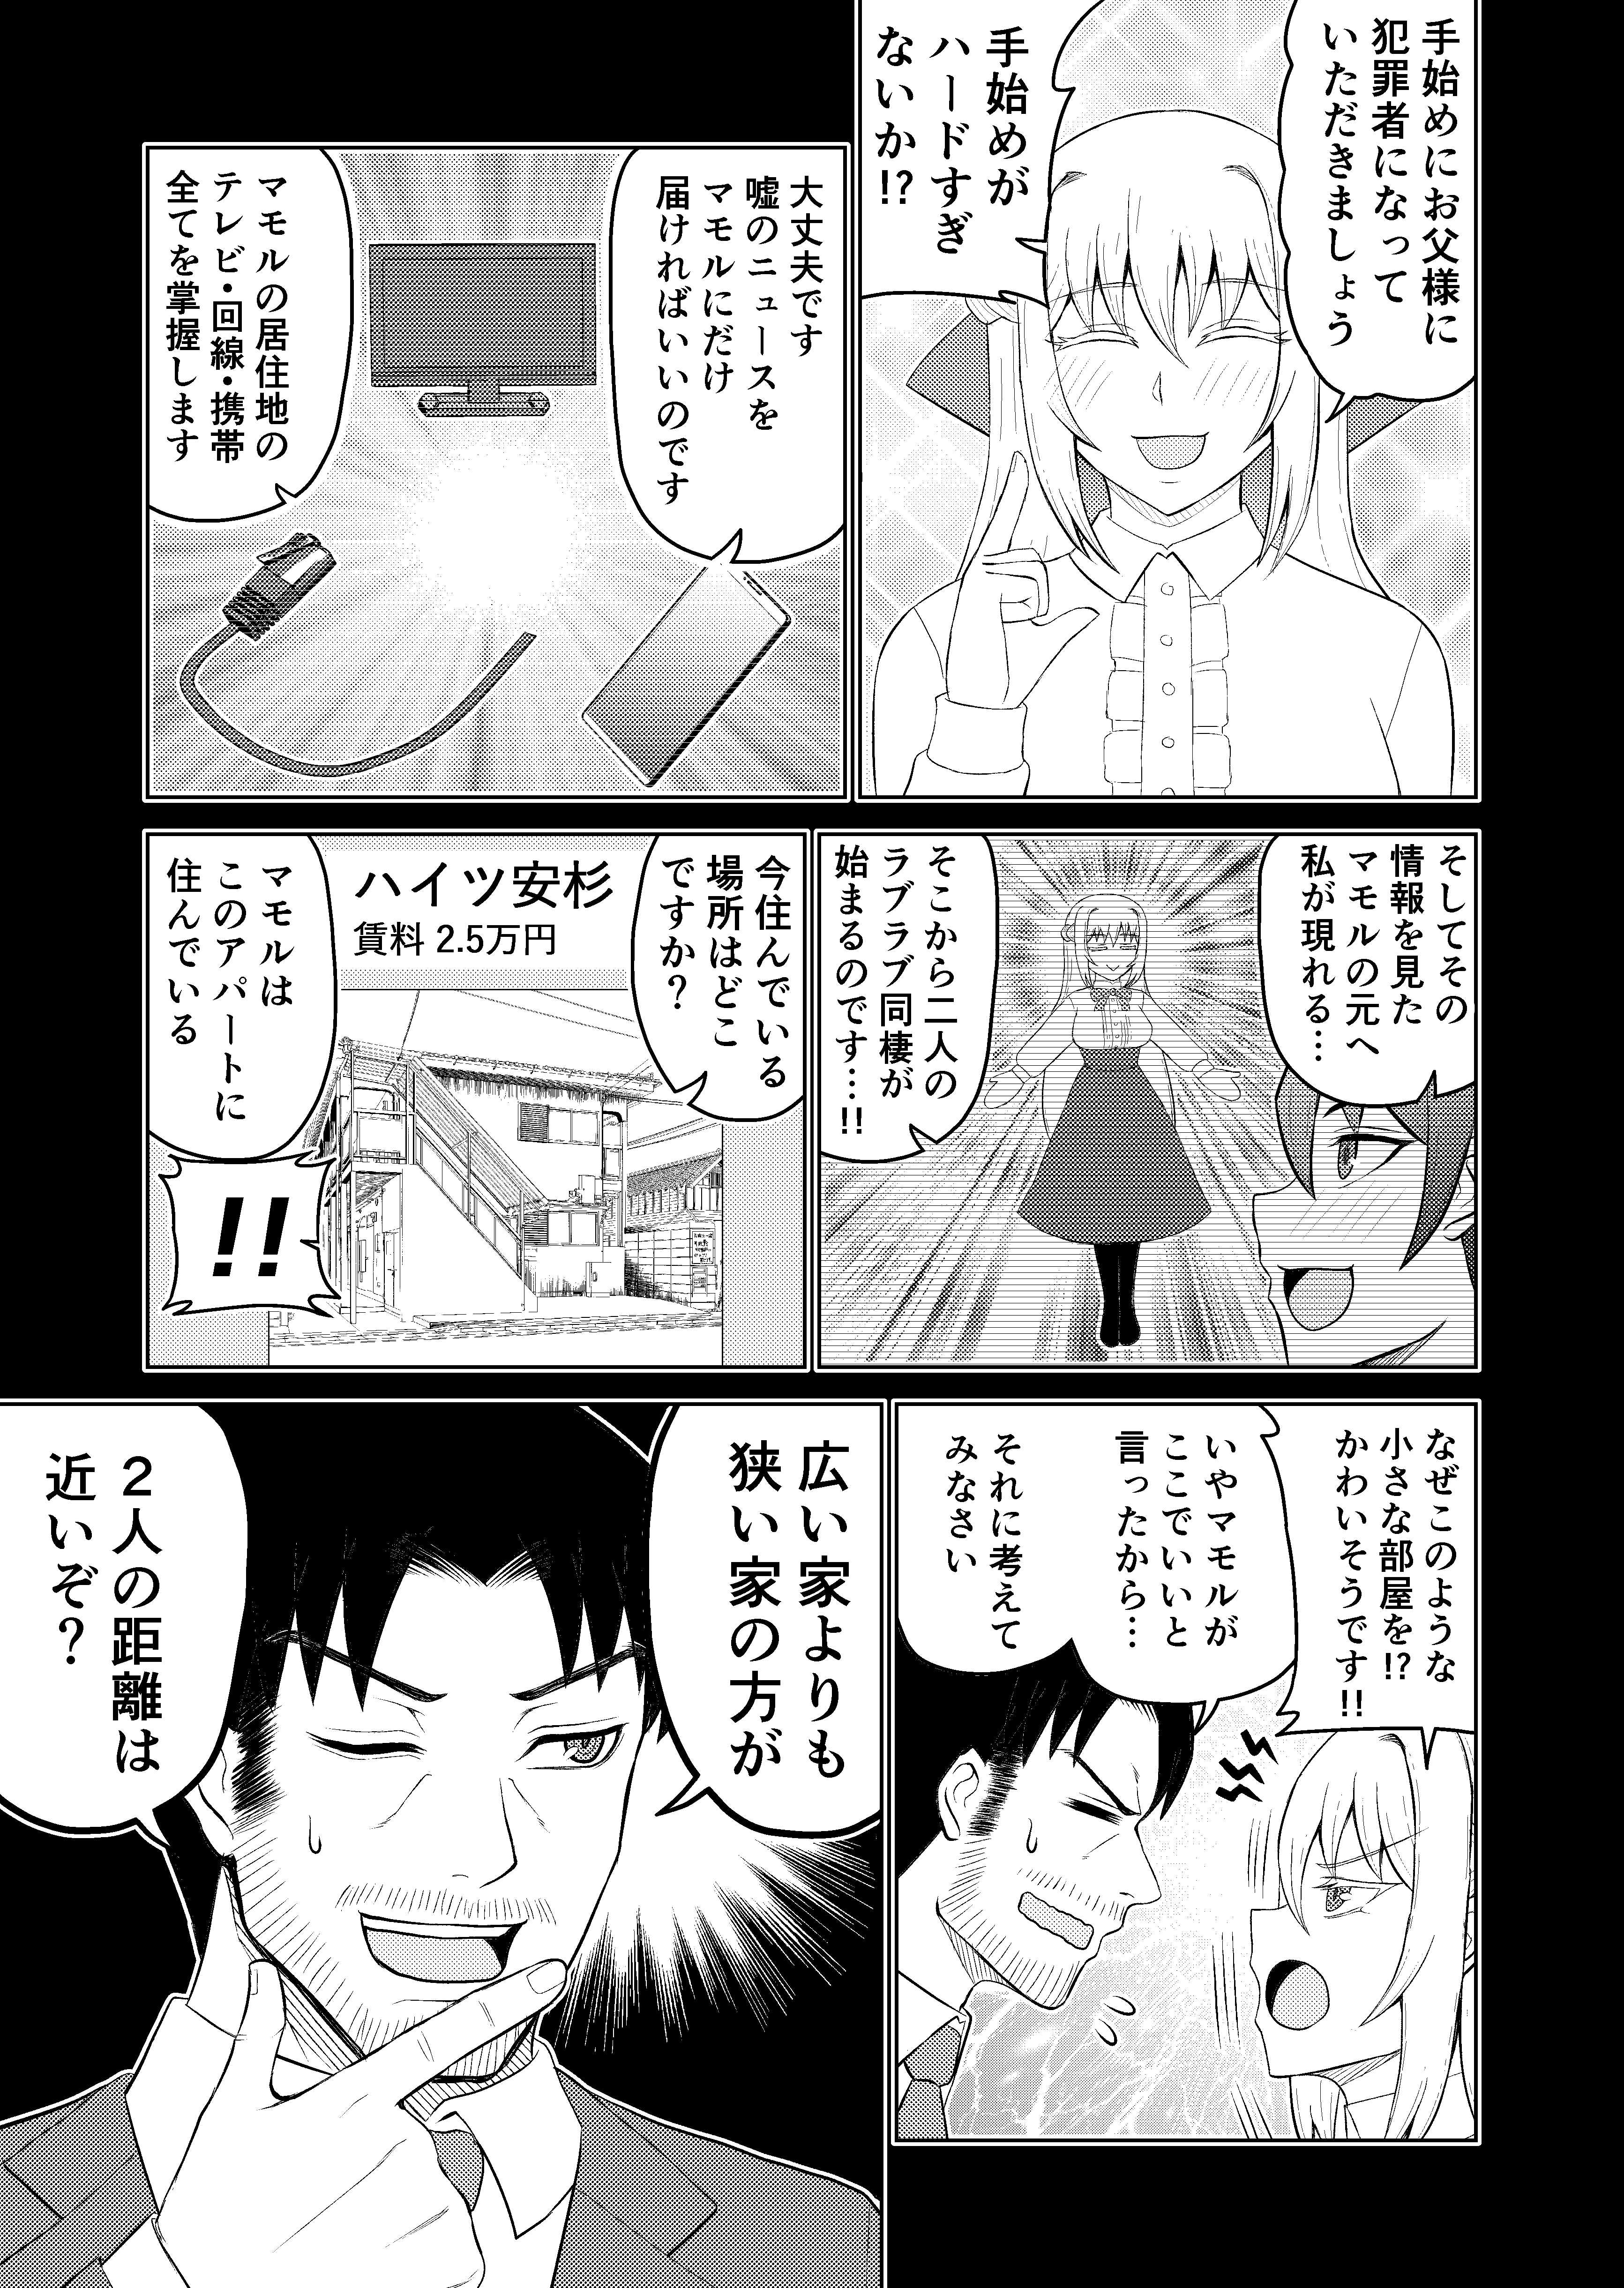 手始めにお父様に
犯罪者になって
いただきましょう
手始めが
ハードすぎ
ないか!?
大丈夫です
嘘のニュースを
マモルにだけ
届ければいいのです
マモルの居住地の
テレビ・回線・携帯
全てを掌握します
そしてその
情報を見た
マモルの元へ
私が現れる…
そこから二人の
ラブラブ同棲が
始まるのです…!!
今住んでいる
場所はどこ
ですか?
ハイツ安杉
賃料 2.5万円
マモルは
このアパートに
住んでいる
!!
なぜこのような
小さな部屋を!?
かわいそうです!!
いやマモルが
ここでいいと
言ったから…
それに考えて
みなさい
広い家よりも
狭い家の方が
2人の距離は
近いぞ?